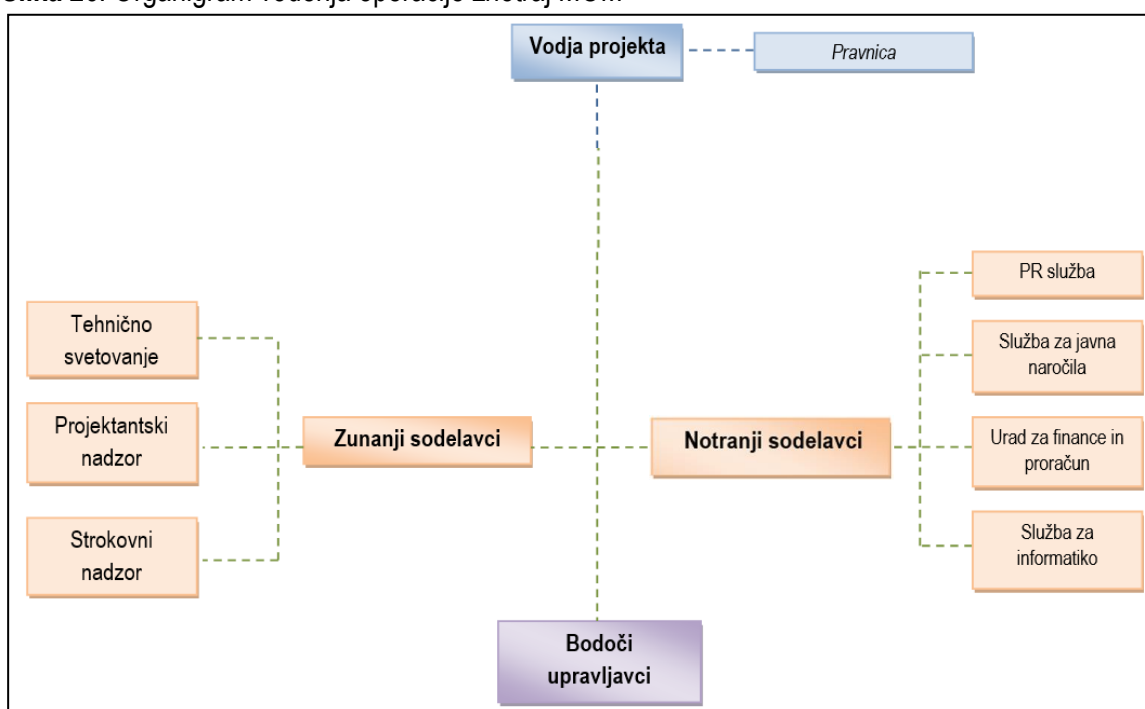 Vodja projekta
Pravnica
PR služba
Tehnično
svetovanje
Služba za javna
naročila
Projektantski
nadzor
Zunanji sodelavci
Notranji sodelavci
Urad za finance in
proračun
Strokovni
nadzor
Služba za
informatiko
Bodoči
upravljavci